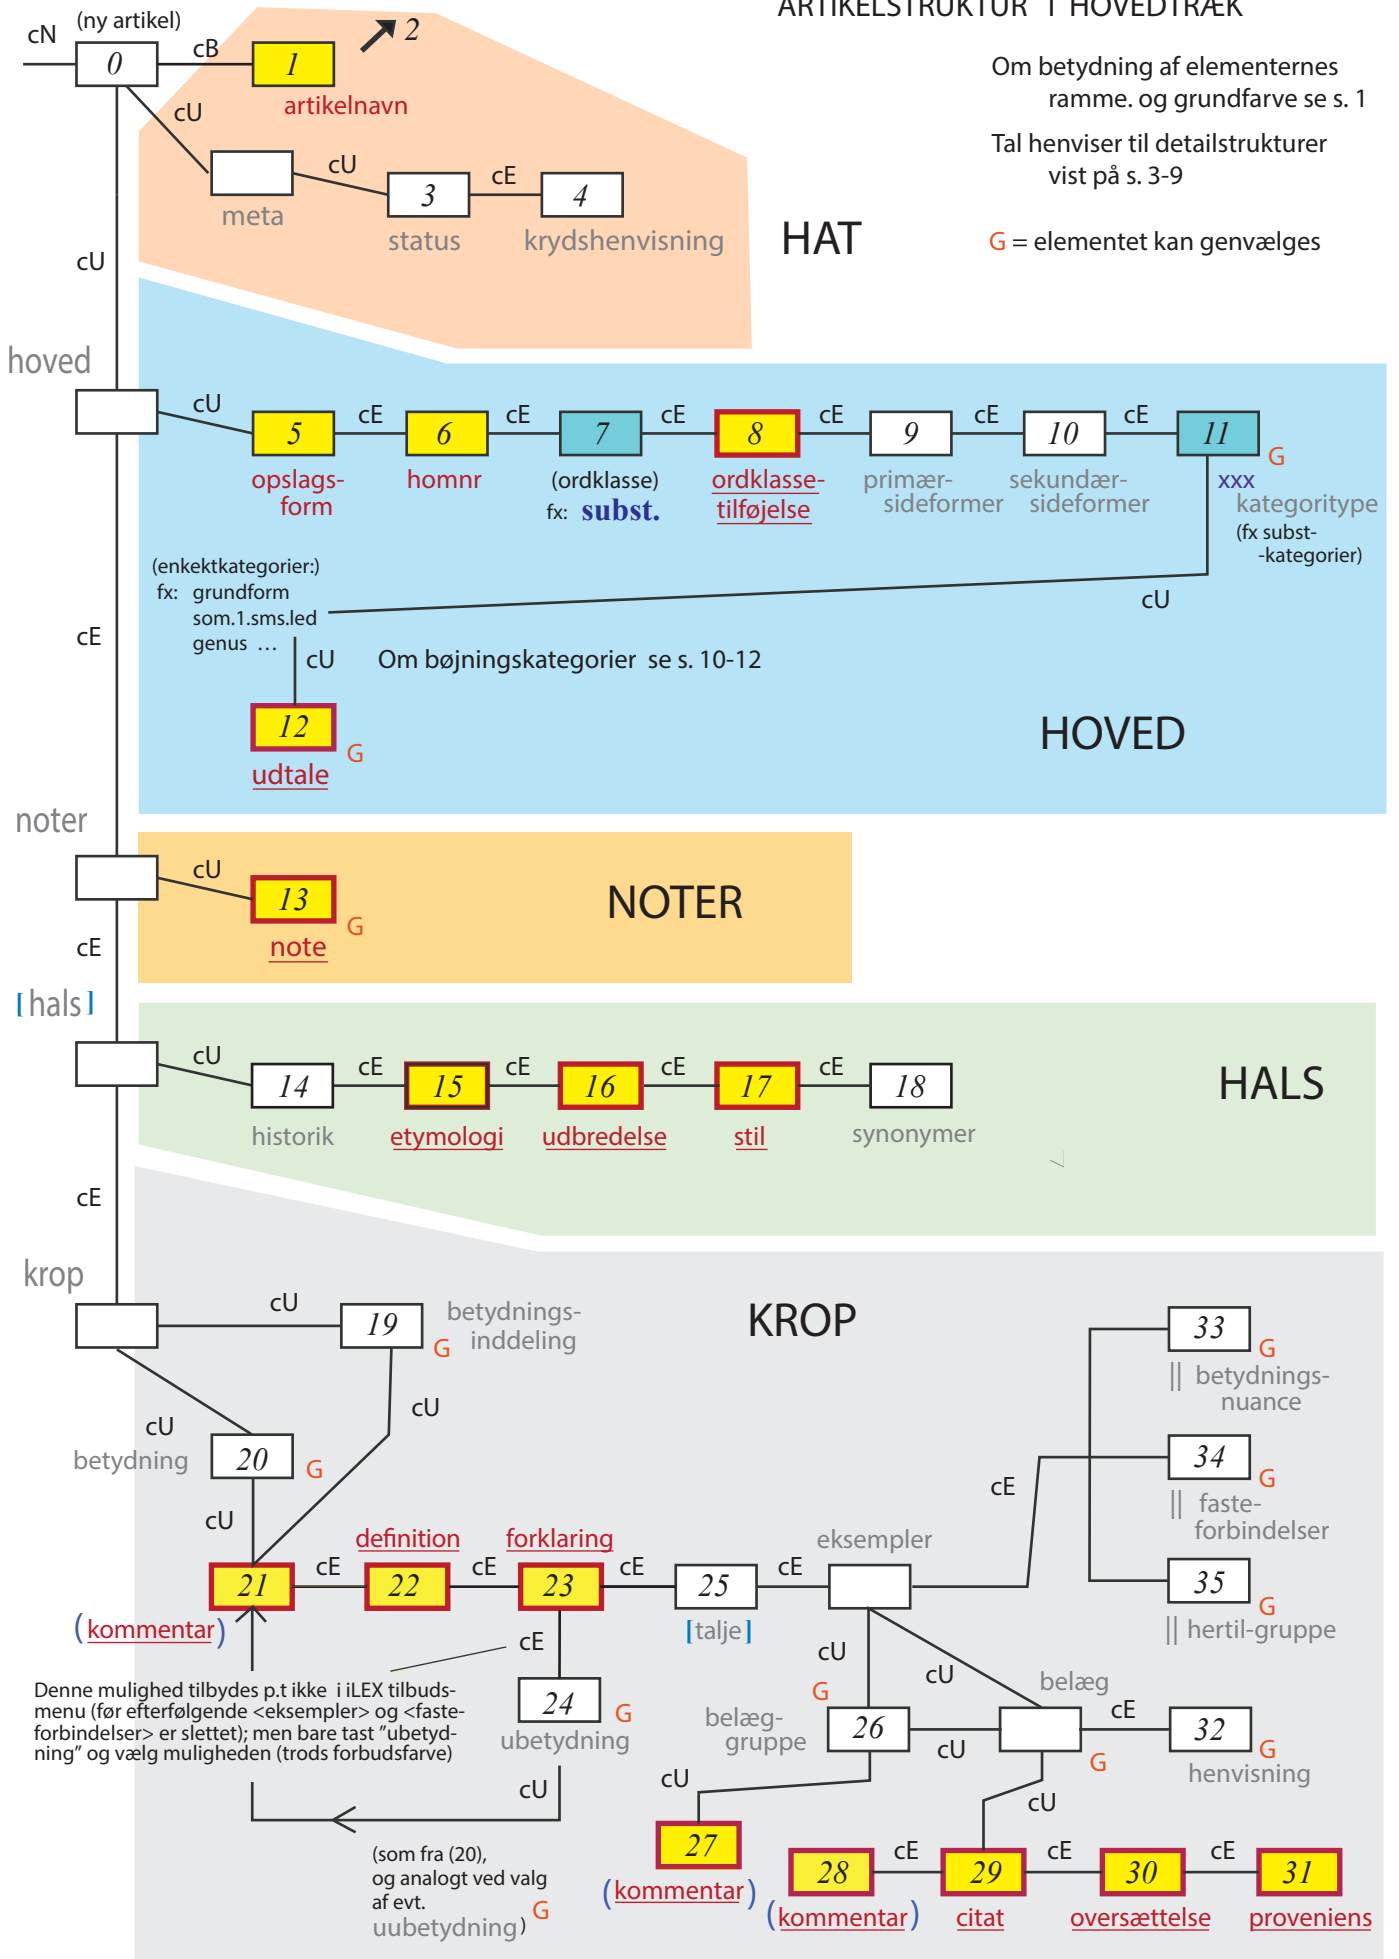 ARTIKELSTRUKTUR I HOVEDTRÆK
cN
(ny artikel)
0
cB
1
artikelnavn
2
Om betydning af elementernes
ramme. og grundfarve se s. 1
Tal henviser til detailstrukturer
vist på s. 3-9
G = elementet kan genvælges
cU
meta
cU
3
status
cE
4
krydshenvisning
HAT
cU
hoved
cU
5
opslags-
form
cE
6
homnr
cE
7
(ordklasse)
fx: subst.
cE
8
ordklasse-
tilføjelse
cE
9
primær-
sideformer
cE
10
sekundær-
sideformer
cE
11
G
xxx
kategoritype
(fx subst-
-kategorier)
(enkektkategorier:)
fx: grundform
som.1.sms.led
genus ...
cU
cU
Om bøjningskategorier se s. 10-12
12
G
udtale
HOVED
cE
noter
cU
13
G
note
NOTER
cE
[hals]
cU
14
historik
cE
15
etymologi
cE
16
udbredelse
cE
17
stil
cE
18
synonymer
HALS
cE
krop
cU
19
G
betydnings-
inddeling
KROP
cU
cU
betydning
20
G
cU
33
G
|| betydnings-
nuance
34
G
|| faste-
forbindelser
35
G
|| hertil-gruppe
cE
21
(kommentar)
cE
definition
22
cE
forklaring
23
cE
25
[talje]
cE
eksempler
cE
24
G
ubetydning
Denne mulighed tilbydes p.t ikke i iLEX tilbuds-
menu (før efterfølgende <eksempler> og <faste-
forbindelser> er slettet); men bare tast "ubetyd-
ning" og vælg muligheden (trods forbudsfarve)
cU
(som fra (20),
og analogt ved valg
af evt.
uubetydning) G
cU
cU
G
belæg-
gruppe
26
cU
belæg
G
cE
32
G
henvisning
cU
27
(kommentar)
cU
28
(kommentar)
cE
29
citat
cE
30
oversættelse
cE
31
proveniens